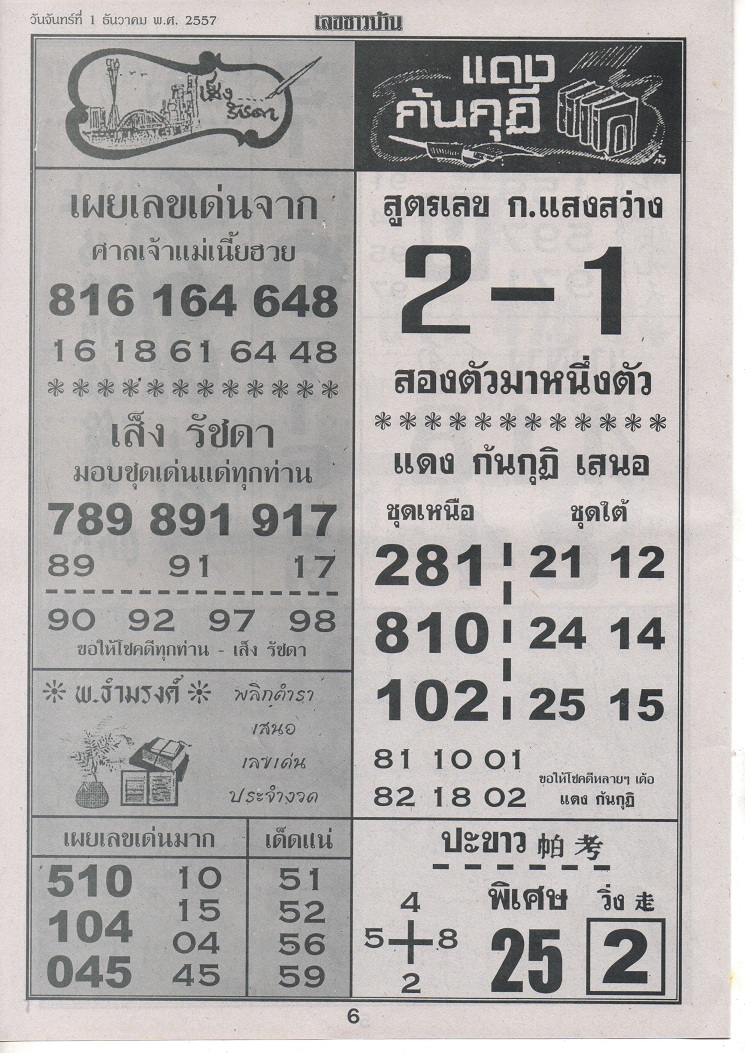 วันจันทร์ที่ 1 ธันวาคม พ.ศ. 2557
เลขชาวบ้าน
เส็ง
รัชดา
เผยเลขเด่นจาก
ศาลเจ้าแม่เนี้ยฮวย
816 164 648
16 18 61 64 48
เส็ง รัชดา
มอบชุดเด่นแด่ทุกท่าน
789 891 917
89 91 17
90 92 97 98
ขอให้โชคดีทุกท่าน - เส็ง รัชดา
พ.ธำมรงศ์
พลิกตำรา
เสนอ
เลขเด่น
ประจำงวด
เผยเลขเด่นมาก
510 10
15
104
04
045 45
เด็ดแน่
51
52
56
59
แดง
ก้นกุฏิ
สูตรเลข ก.แสงสว่าง
2-1
สองตัวมาหนึ่งตัว
แดง ก้นกุฏิ เสนอ
ชุดเหนือ ชุดใต้
281 21 12
810 24 14
102 25 15
81 10 01
82 18 02
ขอให้โชคดีหลายๆ เด้อ
แดง ก้นกุฏิ
ปะขาว 帕考
4
5+8
2
พิเศษ
25
วิ่ง 走
2
6